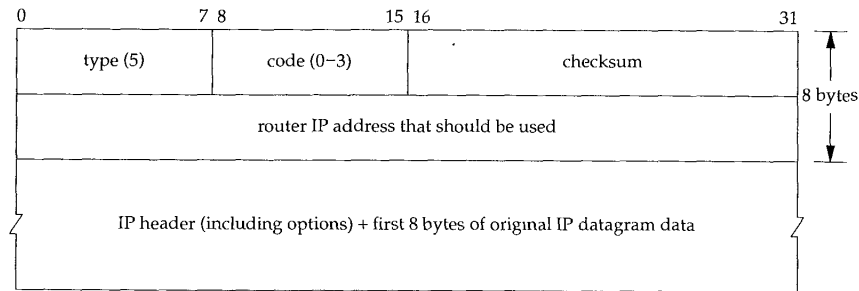 0 7 8 15 16 31
type (5) code (0–3) checksum
8 bytes
router IP address that should be used
IP header (including options) + first 8 bytes of original IP datagram data